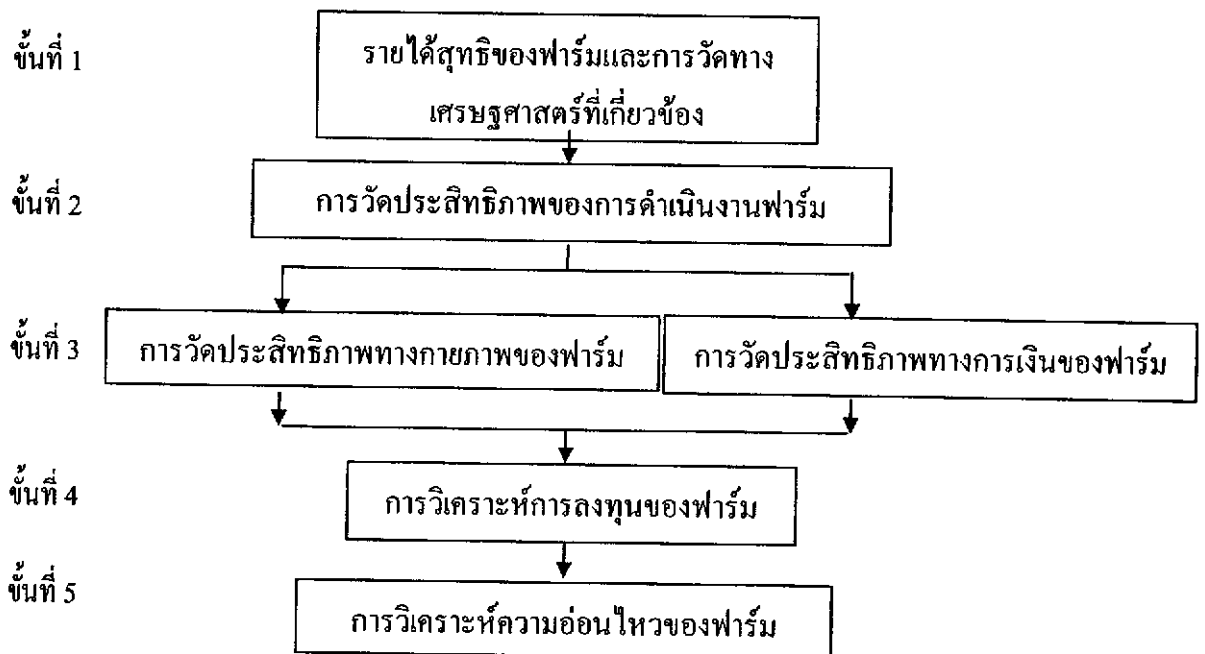 ขั้นที่ 1
รายได้สุทธิของฟาร์มและการวัดทาง
เศรษฐศาสตร์ที่เกี่ยวข้อง
ขั้นที่ 2
การวัดประสิทธิภาพของการดำเนินงานฟาร์ม
ขั้นที่ 3
การวัดประสิทธิภาพทางกายภาพของฟาร์ม
การวัดประสิทธิภาพทางการเงินของฟาร์ม
ขั้นที่ 4
การวิเคราะห์การลงทุนของฟาร์ม
ขั้นที่ 5
การวิเคราะห์ความอ่อนไหวของฟาร์ม